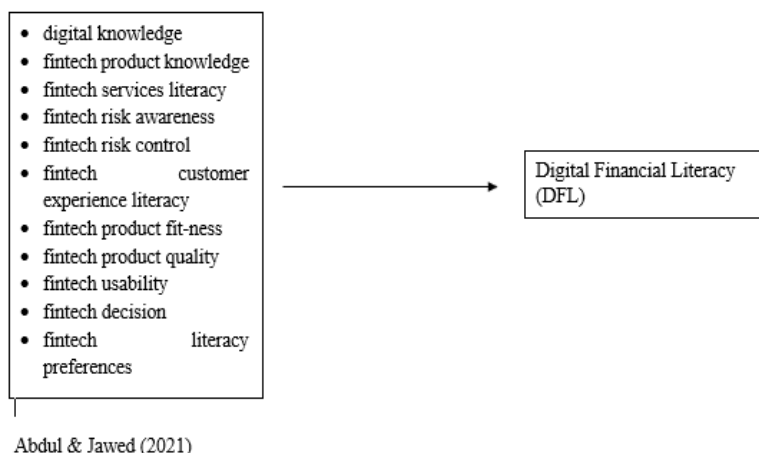 • digital knowledge
• fintech product knowledge
• fintech services literacy
• fintech risk awareness
• fintech risk control
• fintech customer
experience literacy
• fintech product fit-ness
• fintech product quality
• fintech usability
• fintech decision
• fintech literacy
preferences
Digital Financial Literacy
(DFL)
Abdul & Jawed (2021)